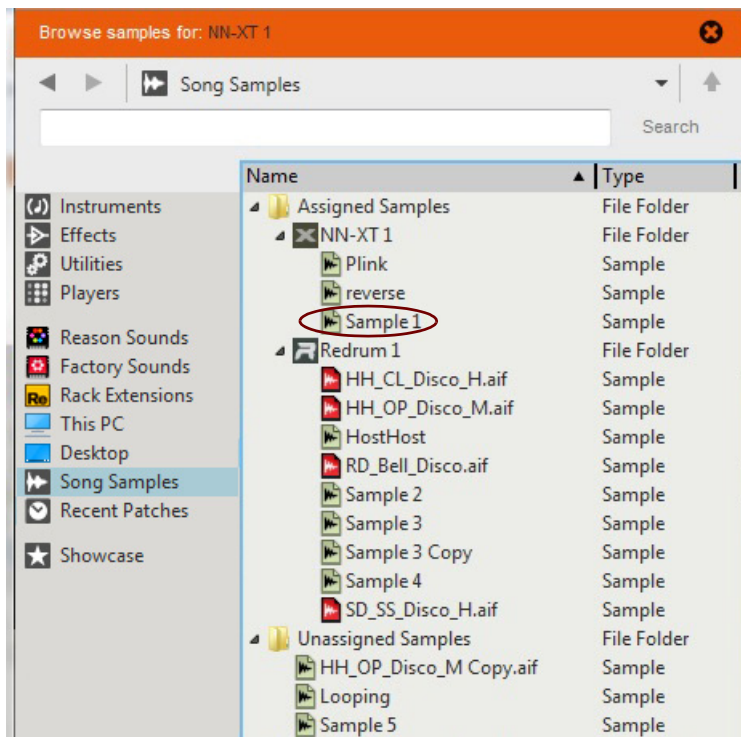 Browse samples for: NN-XT 1
Song Samples
Search
Name Type
Instruments
Effects
Utilities
Players
Reason Sounds
Factory Sounds
Re Rack Extensions
This PC
Desktop
Song Samples
Recent Patches
Showcase
Assigned Samples File Folder
NN-XT 1 File Folder
Plink Sample
reverse Sample
Sample 1 Sample
Redrum 1 File Folder
HH_CL_Disco_H.aif Sample
HH_OP_Disco_M.aif Sample
HostHost Sample
RD_Bell_Disco.aif Sample
Sample 2 Sample
Sample 3 Sample
Sample 3 Copy Sample
Sample 4 Sample
SD_SS_Disco_H.aif Sample
Unassigned Samples File Folder
HH_OP_Disco_M Copy.aif Sample
Looping Sample
Sample 5 Sample